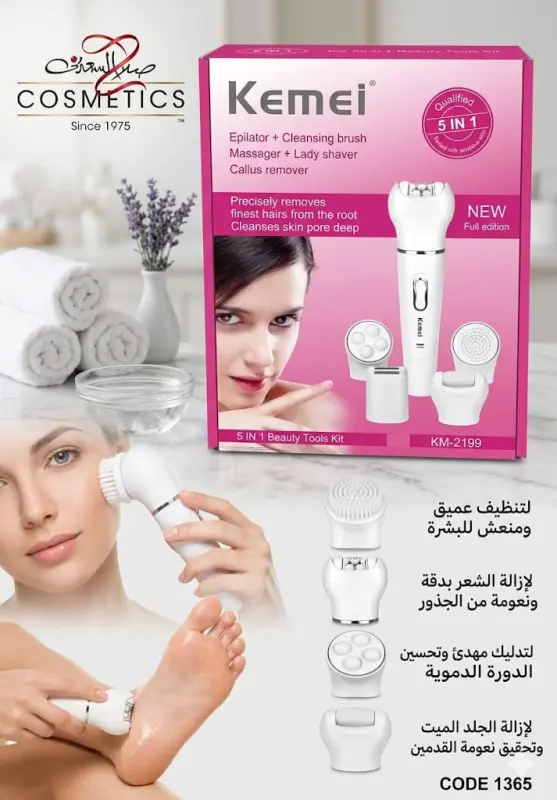 COSMETICS
Since 1975
TM
Kemei®
Epilator + Cleansing brush
Massager + Lady shaver
Callus remover
Qualified
5 IN 1
Precisely removes
finest hairs from the root
Cleanses skin pore deep
NEW
Full edition
Kemei
5 IN 1 Beauty Tools Kit
KM-2199
لتنظيف عميق
ومنعش للبشرة
لإزالة الشعر بدقة
ونعومة من الجذور
لتدليك مهدئ وتحسين
الدورة الدموية
لإزالة الجلد الميت
وتحقيق نعومة القدمين
CODE 1365